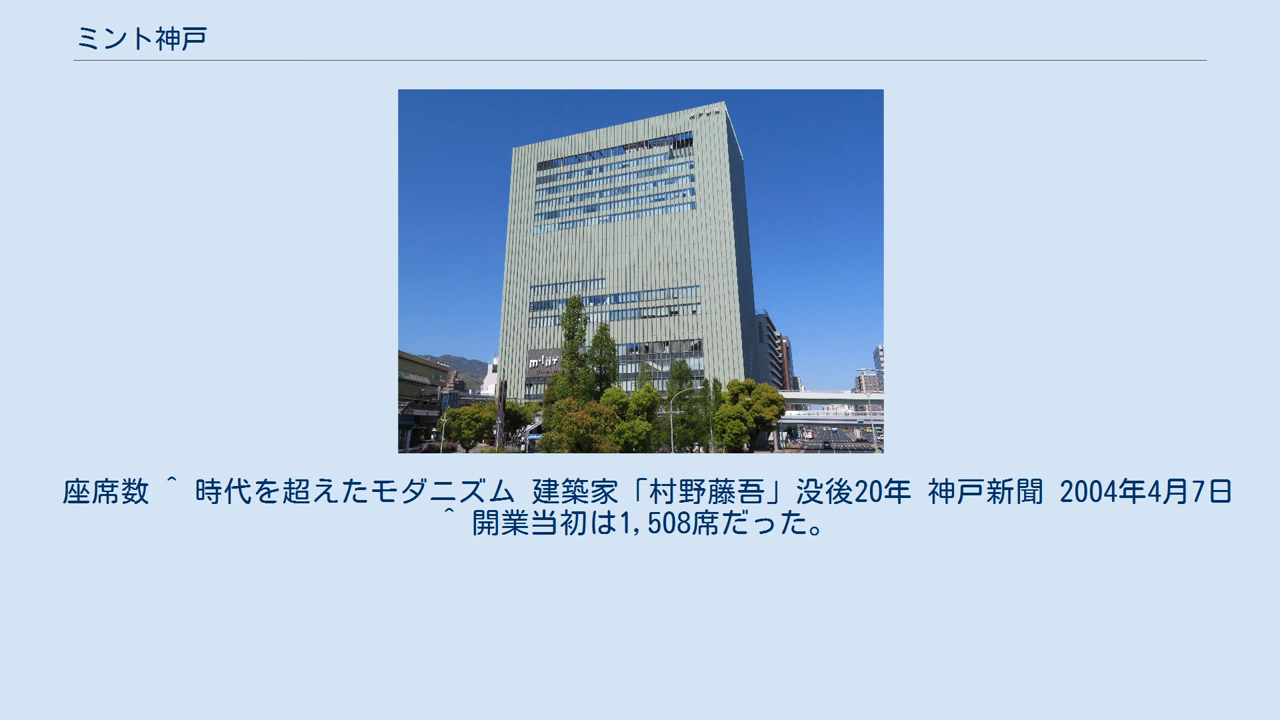 ミント神戸
mint
座席数 ^ 時代を超えたモダニズム 建築家「村野藤吾」没後20年 神戸新聞 2004年4月7日
^ 開業当初は1,508席だった。